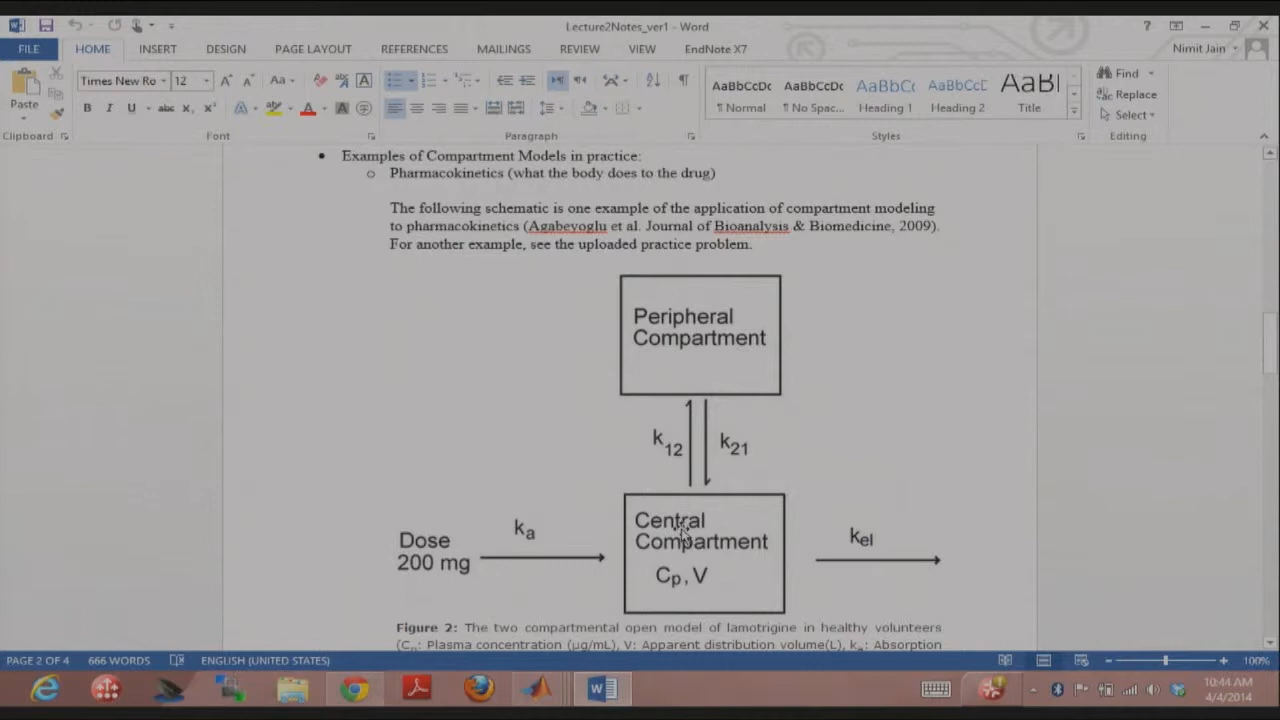 Lecture2Notes_ver1 - Word
FILE HOME INSERT DESIGN PAGE LAYOUT REFERENCES MAILINGS REVIEW VIEW EndNote X7
Nimit Jain
Paste
Times New Ro 12
Aa
B I U abc X₂ X²
AaBbCcDc AaBbCcDc AaBbCc AaBbCcD AaBl
¶ Normal ¶ No Spac... Heading 1 Heading 2 Title
Find
Replace
Select
Clipboard Font Paragraph Styles Editing
• Examples of Compartment Models in practice:
o Pharmacokinetics (what the body does to the drug)
The following schematic is one example of the application of compartment modeling
to pharmacokinetics (Agabeyoglu et al. Journal of Bioanalysis & Biomedicine, 2009).
For another example, see the uploaded practice problem.
Peripheral
Compartment
k12 k21
Dose
200 mg
ka
Central
Compartment
Cp, V
kel
Figure 2: The two compartmental open model of lamotrigine in healthy volunteers
(Cp: Plasma concentration (µg/mL), V: Apparent distribution volume(L), ka: Absorption
PAGE 2 OF 4 666 WORDS ENGLISH (UNITED STATES) 100%
10:44 AM
4/4/2014